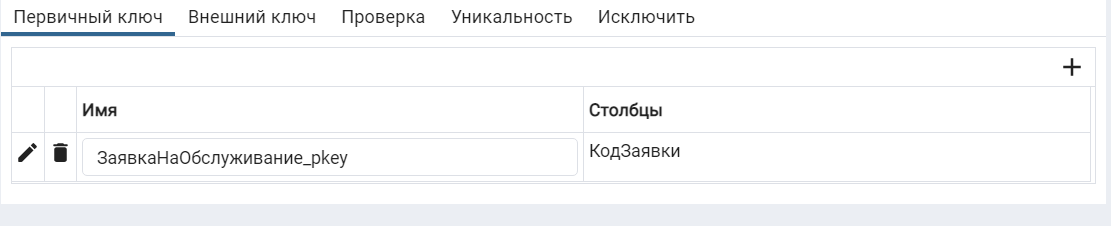 Первичный ключ Внешний ключ Проверка Уникальность Исключить
Имя Столбцы
ЗаявкаНаОбслуживание_pkey КодЗаявки